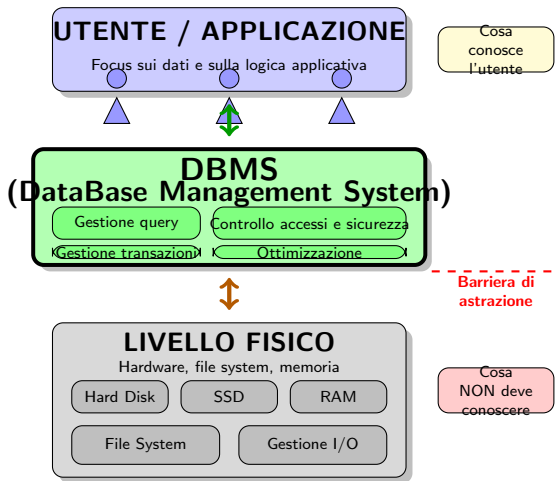 UTENTE / APPLICAZIONE
Focus sui dati e sulla logica applicativa
Cosa
conosce
l'utente
DBMS
(DataBase Management System)
Gestione query
Controllo accessi e sicurezza
Gestione transazioni
Ottimizzazione
Barriera di
astrazione
LIVELLO FISICO
Hardware, file system, memoria
Hard Disk
SSD
RAM
File System
Gestione I/O
Cosa
NON deve
conoscere